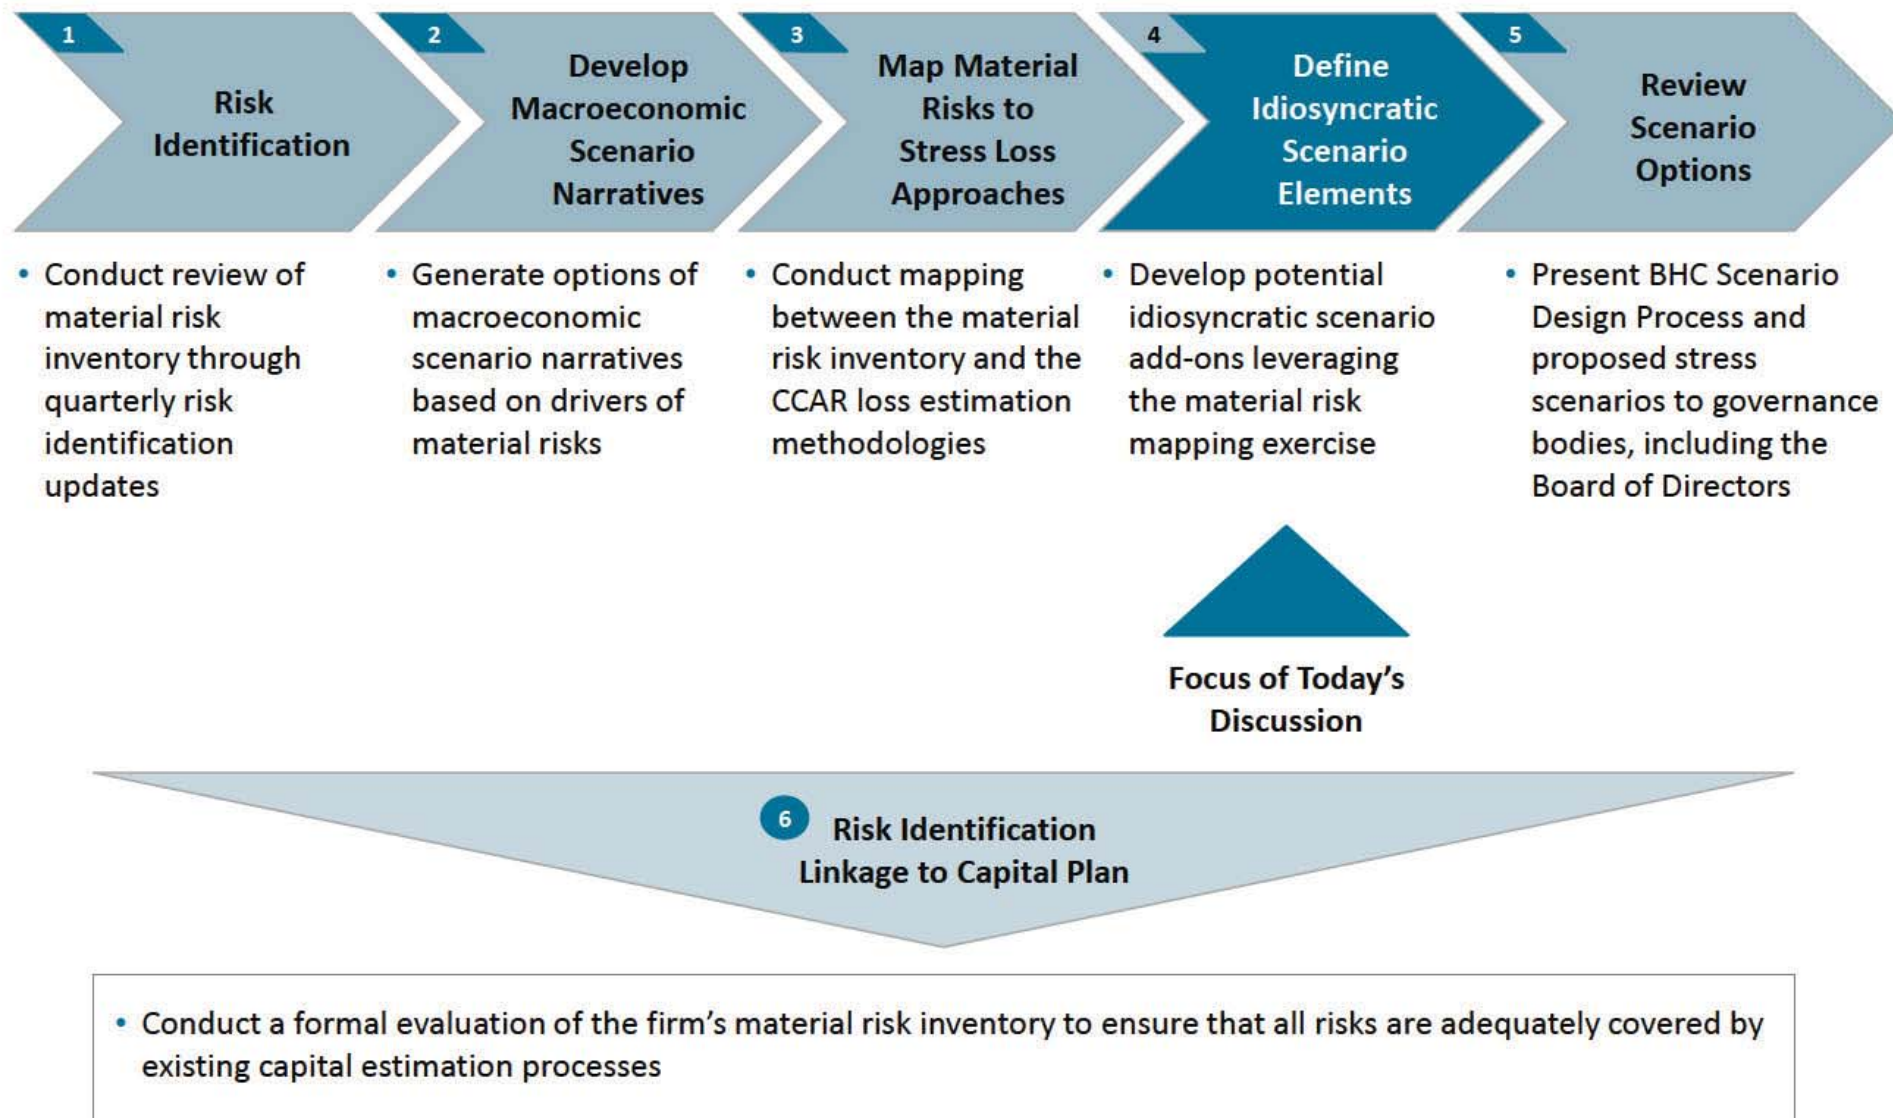 1
Risk
Identification
• Conduct review of
material risk
inventory through
quarterly risk
identification
updates
2
Develop
Macroeconomic
Scenario
Narratives
• Generate options of
macroeconomic
scenario narratives
based on drivers of
material risks
3
Map Material
Risks to
Stress Loss
Approaches
• Conduct mapping
between the material
risk inventory and the
CCAR loss estimation
methodologies
4
Define
Idiosyncratic
Scenario
Elements
• Develop potential
idiosyncratic scenario
add-ons leveraging
the material risk
mapping exercise
5
Review
Scenario
Options
• Present BHC Scenario
Design Process and
proposed stress
scenarios to governance
bodies, including the
Board of Directors
Focus of Today’s
Discussion
6
Risk Identification
Linkage to Capital Plan
• Conduct a formal evaluation of the firm’s material risk inventory to ensure that all risks are adequately covered by
existing capital estimation processes